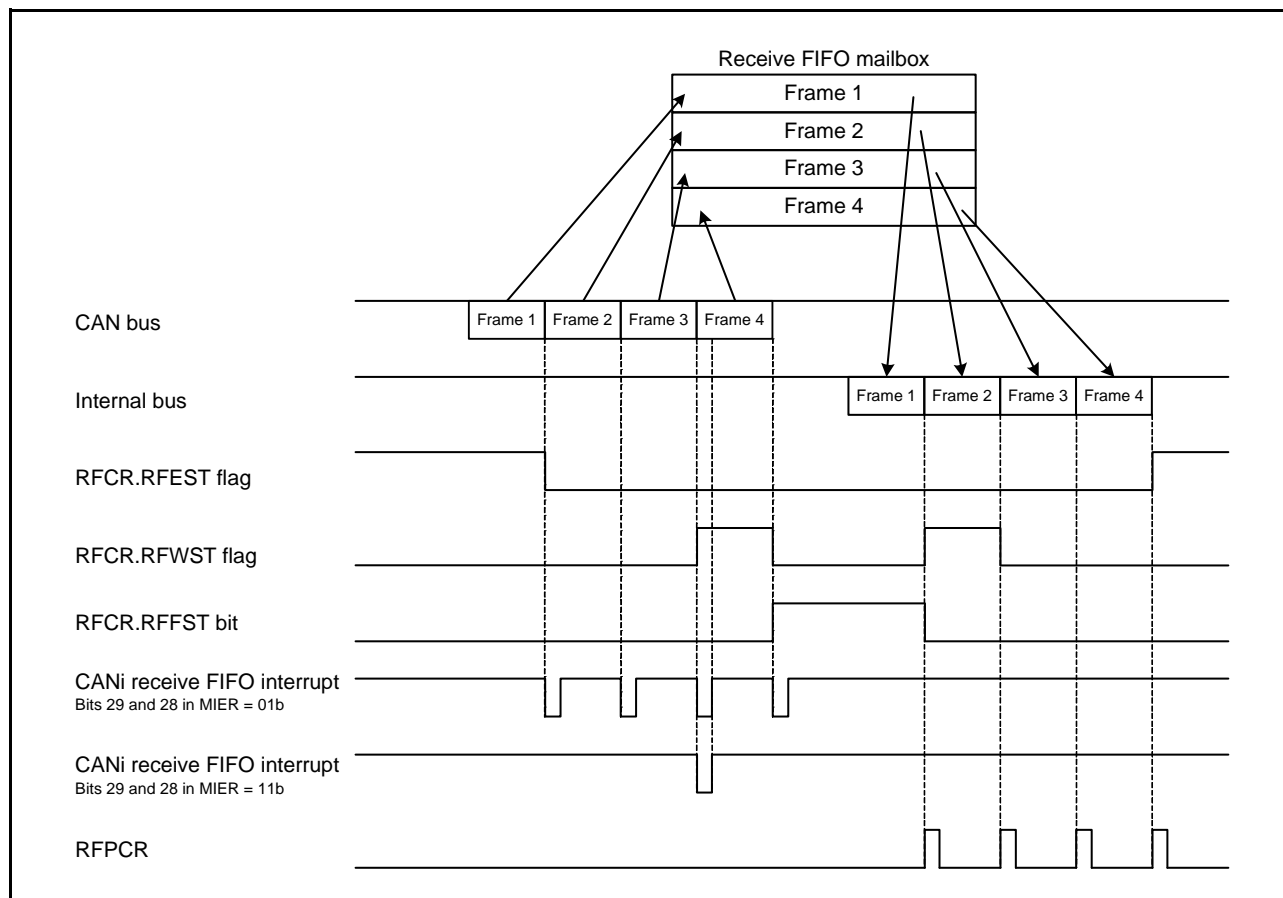 Receive FIFO mailbox
Frame 1
Frame 2
Frame 3
Frame 4
CAN bus
Frame 1 Frame 2 Frame 3 Frame 4
Internal bus
Frame 1 Frame 2 Frame 3 Frame 4
RFCR.RFEST flag
RFCR.RFWST flag
RFCR.RFFST bit
CANi receive FIFO interrupt
Bits 29 and 28 in MIER = 01b
CANi receive FIFO interrupt
Bits 29 and 28 in MIER = 11b
RFPCR